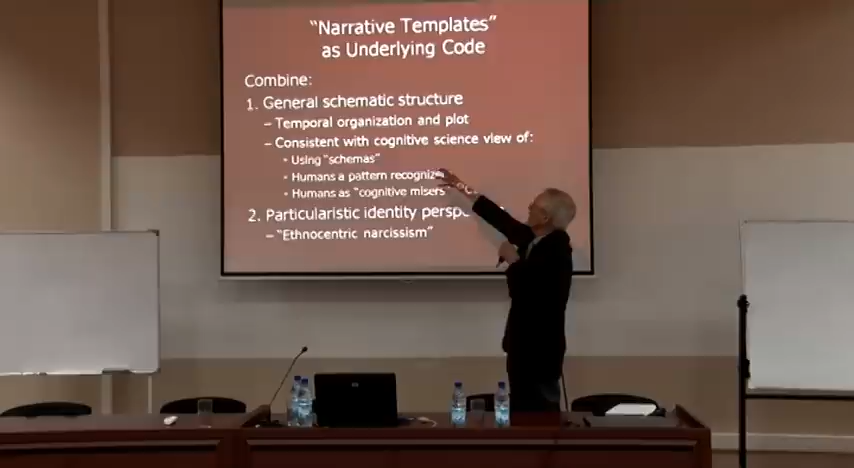 "Narrative Templates"
as Underlying Code
Combine:
1. General schematic structure
– Temporal organization and plot
– Consistent with cognitive science view of:
• Using "schemas"
• Humans a pattern
• Humans as "cognitive misers"
2. Particularistic identity
– "Ethnocentric narcissism"